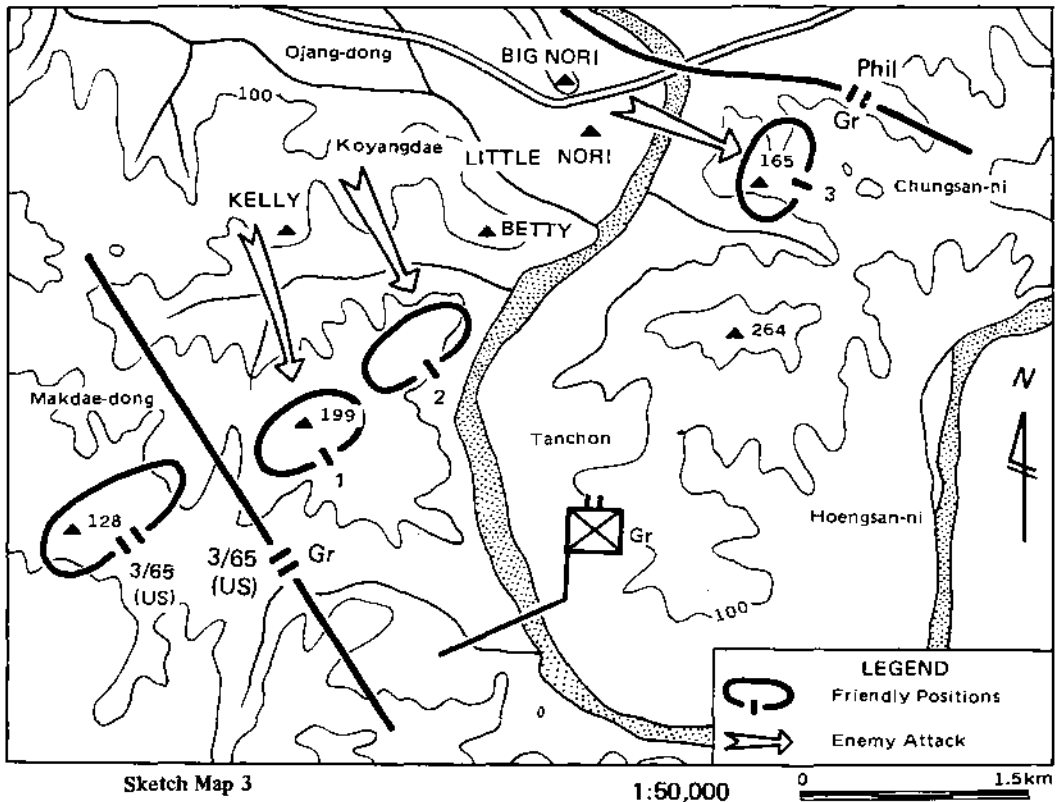 Ojang-dong
BIG NORI
Phil
Gr
100
Koyangdae
LITTLE NORI
165
3
Chungsan-ni
KELLY
BETTY
264
N
Makdae-dong
2
199
1
Tanchon
128
Hoengsan-ni
3/65
(US)
3/65
(US)
Gr
Gr
100
LEGEND
Friendly Positions
Enemy Attack
Sketch Map 3
1:50,000
0
1.5km